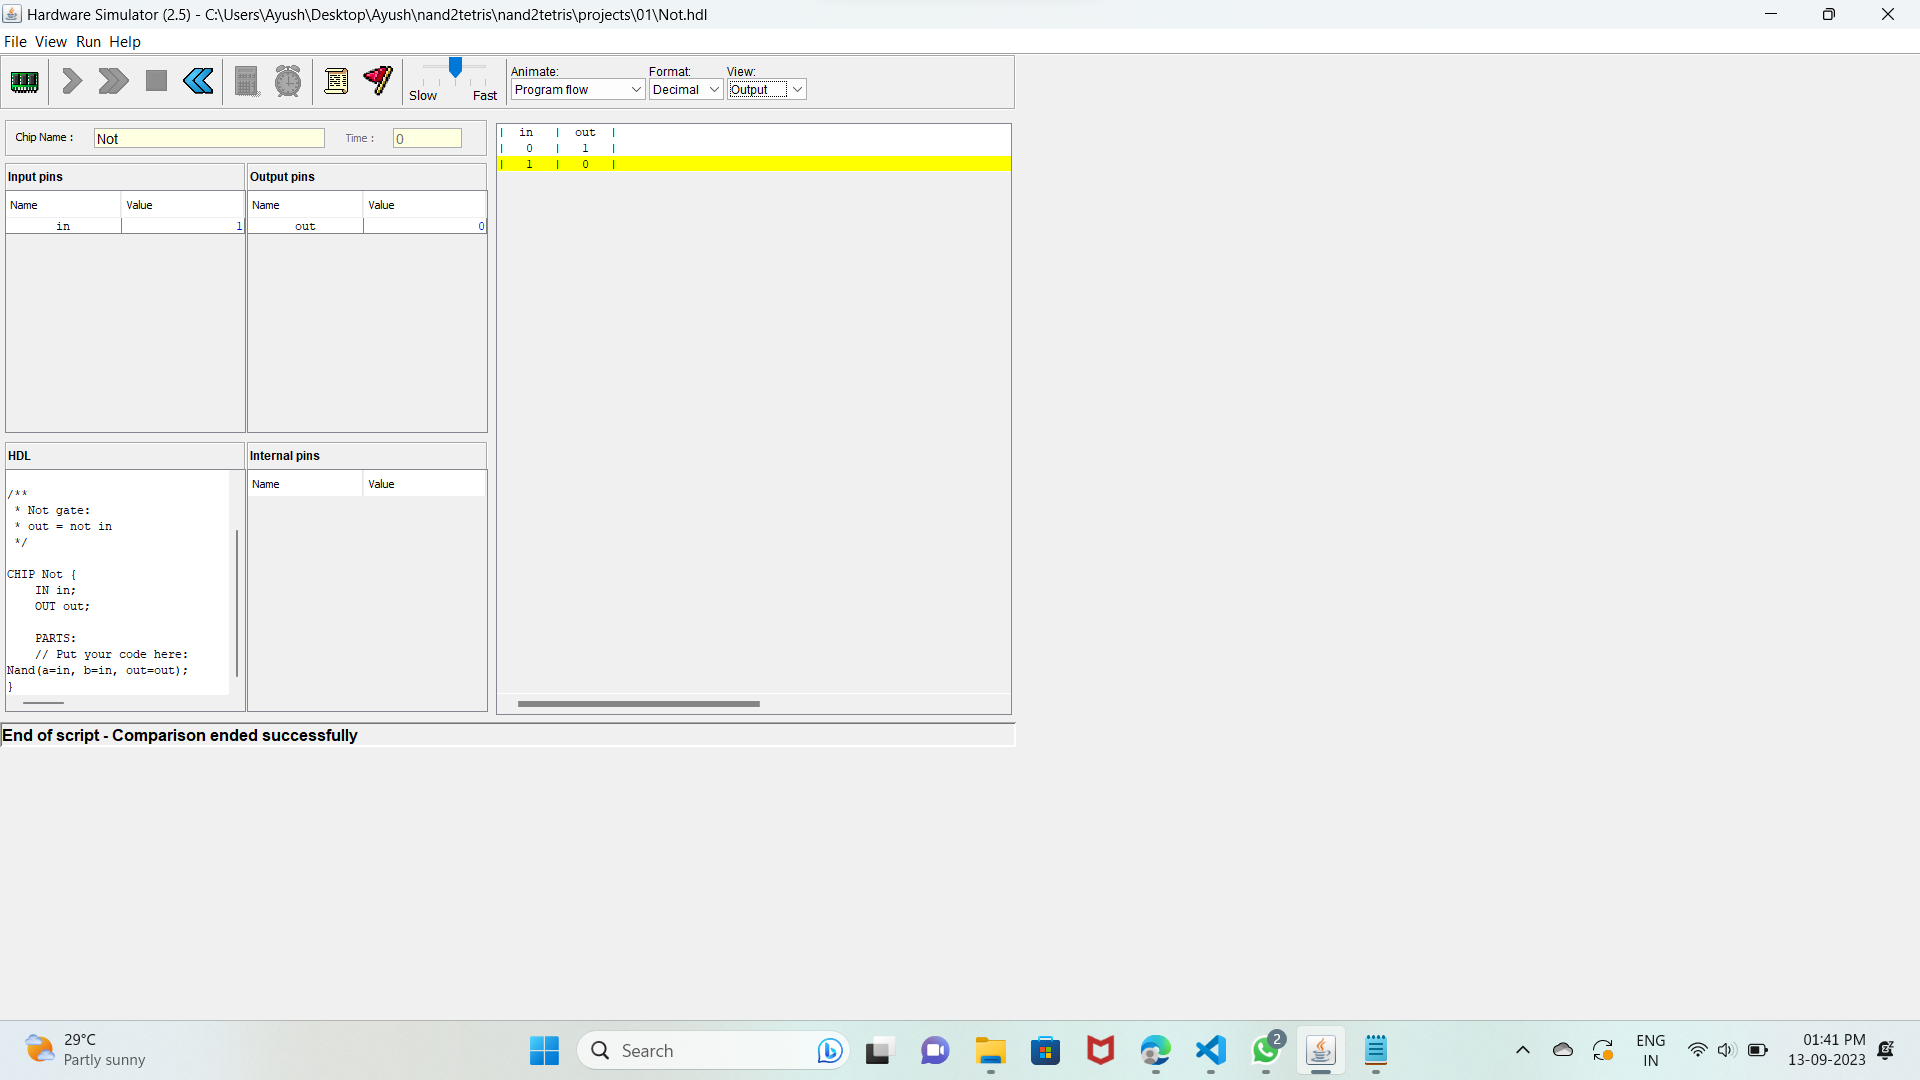 Hardware Simulator (2.5) - C:\Users\Ayush\Desktop\Ayush\nand2tetris\nand2tetris\projects\01\Not.hdl
File View Run Help
Slow Fast
Animate: Format: View:
Program flow Decimal Output
Chip Name : Not Time : 0
Input pins
Name Value
in 1
Output pins
Name Value
out 0
| in | out |
| 0 | 1 |
| 1 | 0 |
HDL
/**
* Not gate:
* out = not in
*/
CHIP Not {
IN in;
OUT out;
PARTS:
// Put your code here:
Nand(a=in, b=in, out=out);
}
Internal pins
Name Value
End of script - Comparison ended successfully
29°C
Partly sunny
Search
2
ENG
IN
01:41 PM
13-09-2023